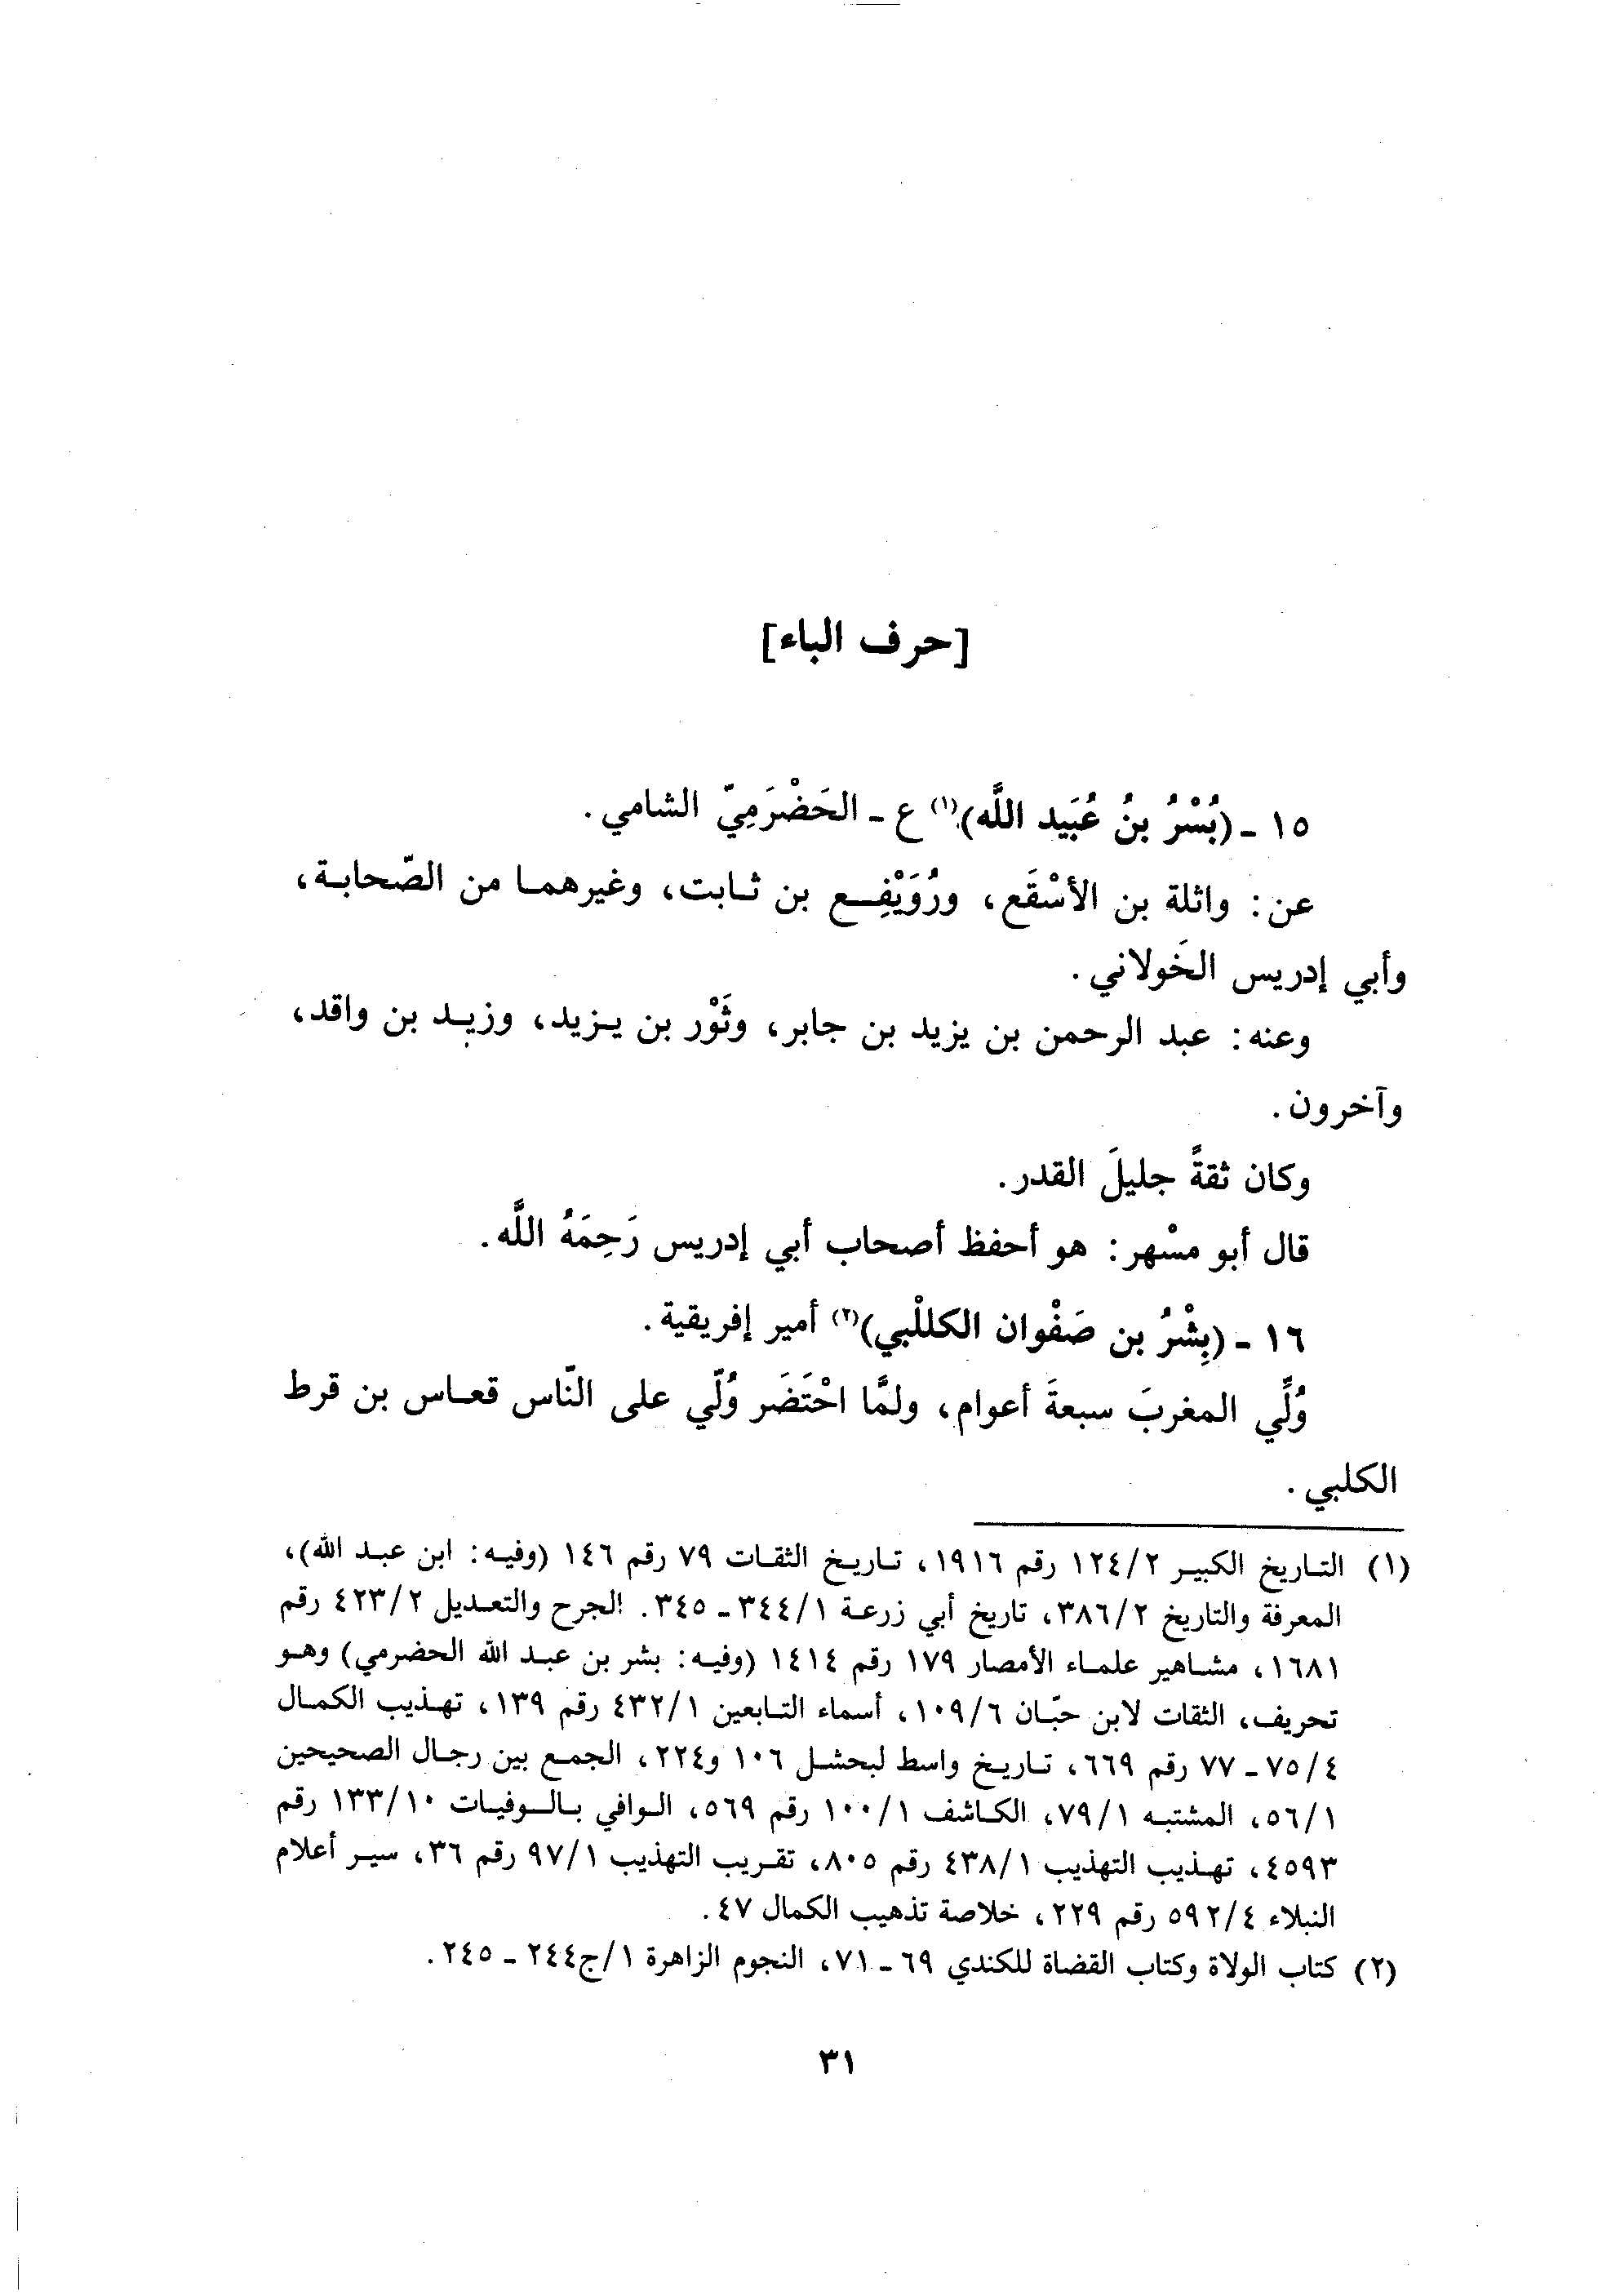 [حرف الباء]
١٥ - (بُسْرُ بنُ عُبَيد اللَّه)(١) ع - الحَضْرَمِيّ الشامي.
عن: واثلة بن الأسْقَع، ورُوَيْفِع بن ثابت، وغيرهما من الصّحابة،
وأبي إدريس الخَولاني.
وعنه: عبد الرحمن بن يزيد بن جابر، وثَوْر بن يزيد، وزيد بن واقد،
وآخرون.
وكان ثقةً جليلَ القدر.
قال أبو مسْهر: هو أحفظ أصحاب أبي إدريس رَحِمَهُ اللَّه.
١٦ - (بِشْرُ بن صَفْوان الكللْبي)(٢) أمير إفريقية.
وُلِّي المغربَ سبعةَ أعوام، ولمَّا احْتَضَر وُلّي على النّاس قعاس بن قرط
الكلبي.
(١) التاريخ الكبير ١٢٤/٢ رقم ١٩١٦، تاريخ الثقات ٧٩ رقم ١٤٦ (وفيه: ابن عبد الله)،
المعرفة والتاريخ ٣٨٦/٢، تاريخ أبي زرعة ٣٤٤/١ - ٣٤٥. الجرح والتعديل ٤٢٣/٢ رقم
١٦٨١، مشاهير علماء الأمصار ١٧٩ رقم ١٤١٤ (وفيه: بشر بن عبد الله الحضرمي) وهو
تحريف، الثقات لابن حبّان ١٠٩/٦، أسماء التابعين ٤٣٢/١ رقم ١٣٩، تهذيب الكمال
٧٥/٤ - ٧٧ رقم ٦٦٩، تاريخ واسط لبحشل ١٠٦ و٢٢٤، الجمع بين رجال الصحيحين
٥٦/١، المشتبه ٧٩/١، الكاشف ١٠٠/١ رقم ٥٦٩، الوافي بالوفيات ١٣٣/١٠ رقم
٤٥٩٣، تهذيب التهذيب ٤٣٨/١ رقم ٨٠٥، تقريب التهذيب ٩٧/١ رقم ٣٦، سير أعلام
النبلاء ٥٩٢/٤ رقم ٢٢٩، خلاصة تذهيب الكمال ٤٧.
(٢) كتاب الولاة وكتاب القضاة للكندي ٦٩ - ٧١، النجوم الزاهرة ١/ج٢٤٤ - ٢٤٥.
٣١